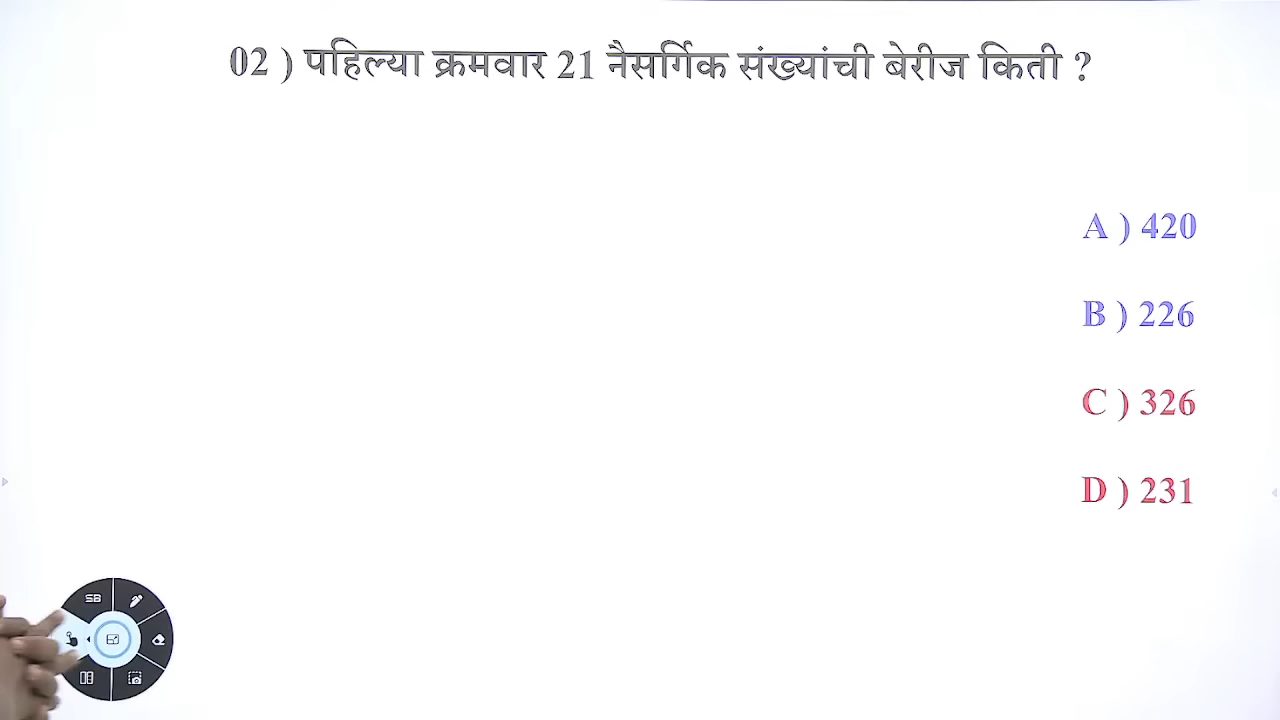 02 ) पहिल्या क्रमवार 21 नैसर्गिक संख्यांची बेरीज किती ?
A ) 420
B ) 226
C ) 326
D ) 231
SB